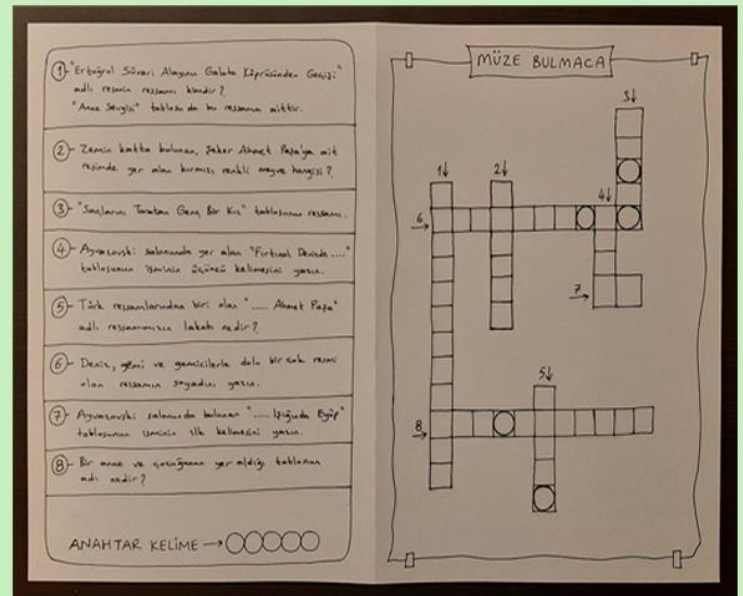 ① - "Ertuğrul Süvari Alayının Galata Köprüsünden Geçişi"
adlı resmin ressamı kimdir?
"Anne Sevgisi" tablosu da bu ressama aittir.
② - Zemin katta bulunan, Şeker Ahmet Paşa'ya ait
resimde yer alan kırmızı renkli meyve hangisi?
③ - "Saçlarını Taratan Genç Bir Kız" tablosunun ressamı.
④ - Ayvazovski salonunda yer alan "Fırtınalı Denizde ...."
tablosunun isminin üçüncü kelimesini yazın.
⑤ - Türk ressamlarından biri olan "..... Ahmet Paşa"
adlı ressamımızın lakabı nedir?
⑥ - Deniz, gemi ve gemicilerle dolu bir çok resmi
olan ressamın soyadını yazın.
⑦ - Ayvazovski salonunda bulunan "..... Işığında Eyüp"
tablosunun isminin ilk kelimesini yazın.
⑧ - Bir anne ve çocuğunun yer aldığı tablonun
adı nedir?
ANAHTAR KELİME →
MÜZE BULMACA
3↓
1↓ 2↓
4↓
6
7
5↓
8